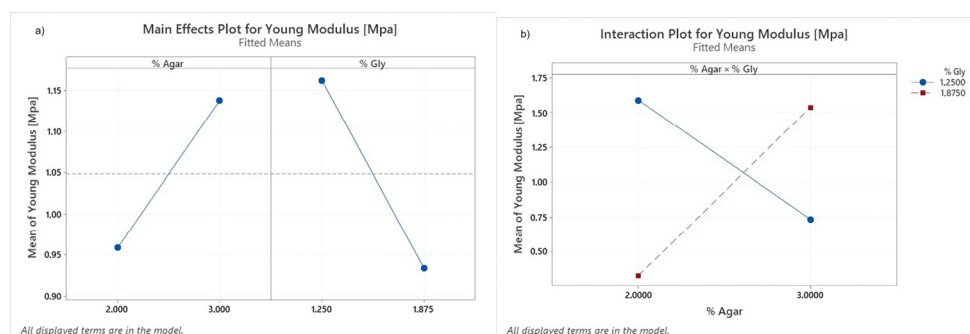 a)
Main Effects Plot for Young Modulus [Mpa]
Fitted Means
% Agar
% Gly
Mean of Young Modulus [Mpa]
1.15
1.10
1.05
1.00
0.95
0.90
2.000
3.000
1.250
1.875
All displayed terms are in the model.
b)
Interaction Plot for Young Modulus [Mpa]
Fitted Means
% Agar × % Gly
Mean of Young Modulus [Mpa]
1.75
1.50
1.25
1.00
0.75
0.50
2.0000
3.0000
% Agar
% Gly
1.2500
1.8750
All displayed terms are in the model.